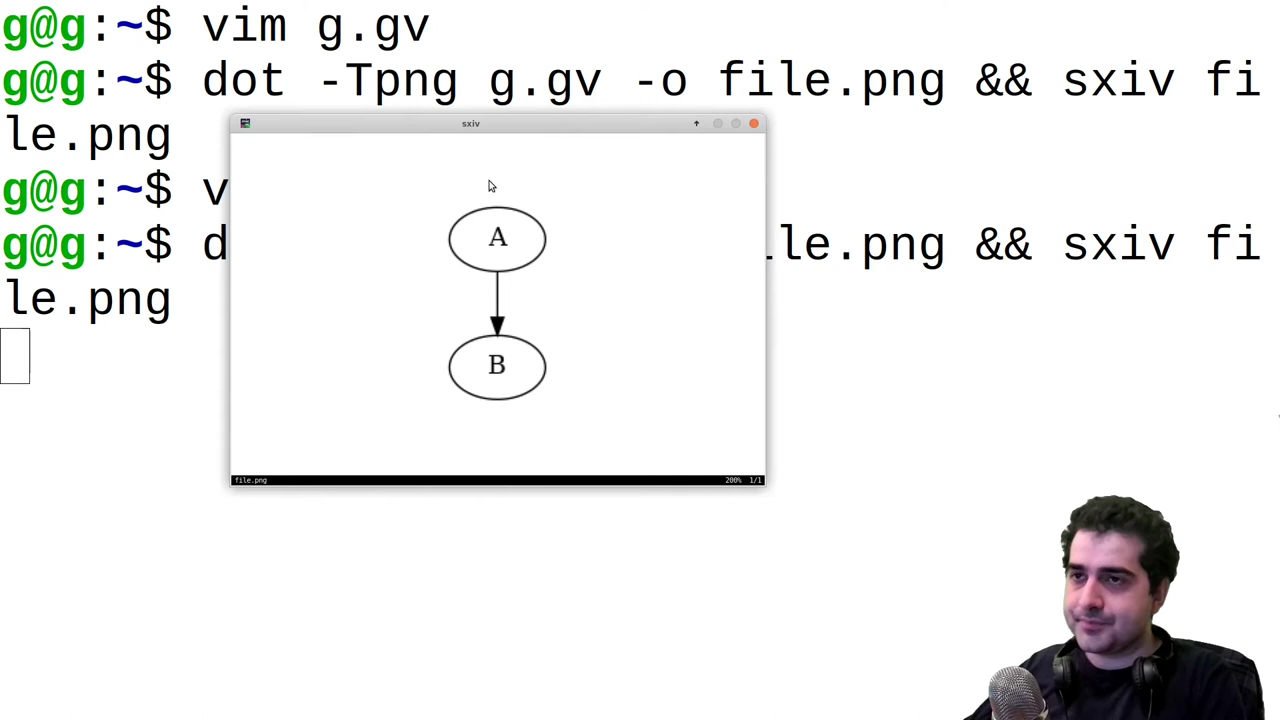 g@g:~$ vim g.gv
g@g:~$ dot -Tpng g.gv -o file.png && sxiv fi
le.png
sxiv
g@g:~$ v
A
g@g:~$ d
ile.png && sxiv fi
le.png
B
file.png
200% 1/1